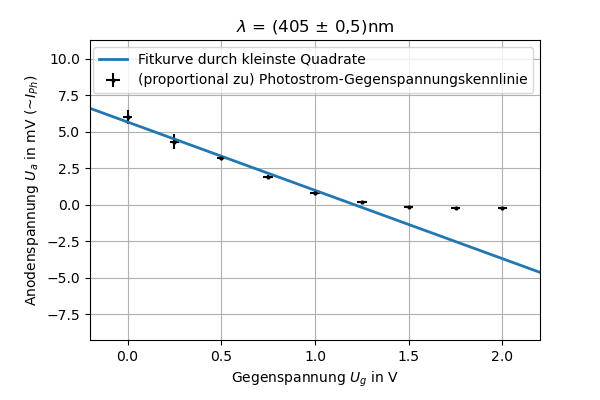 λ = (405 ± 0,5)nm
Fitkurve durch kleinste Quadrate
(proportional zu) Photostrom-Gegenspannungskennlinie
Anodenspannung Uₐ in mV (~I_Ph)
10.0
7.5
5.0
2.5
0.0
−2.5
−5.0
−7.5
0.0 0.5 1.0 1.5 2.0
Gegenspannung U_g in V